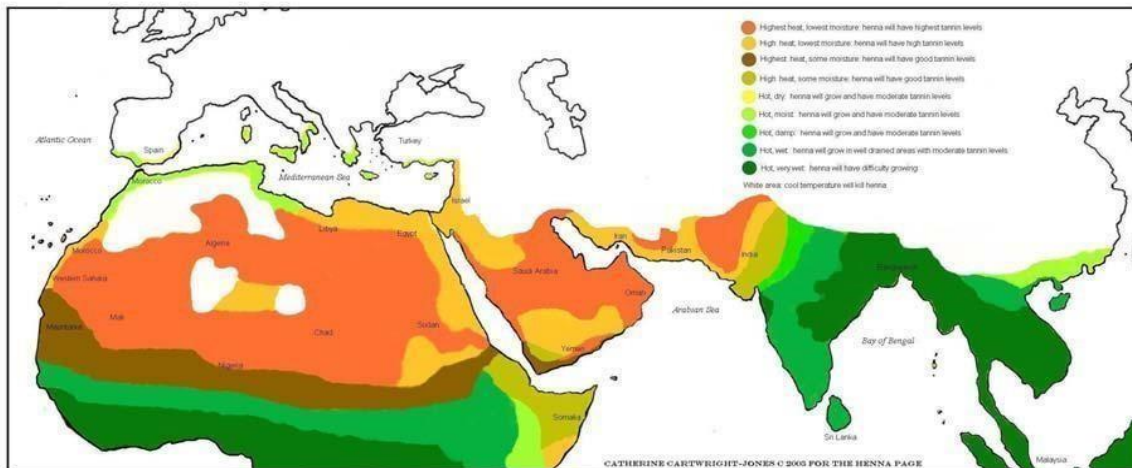 Highest heat, lowest moisture: henna will have highest tannin levels
High heat, lowest moisture: henna will have high tannin levels
Highest heat, some moisture: henna will have good tannin levels
High heat, some moisture: henna will have good tannin levels
Hot, dry: henna will grow and have moderate tannin levels
Hot, moist: henna will grow and have moderate tannin levels
Hot, damp: henna will grow and have moderate tannin levels
Hot, wet: henna will grow in well drained areas with moderate tannin levels
Hot, very wet: henna will have difficulty growing
White area: cool temperature will kill henna
Atlantic Ocean
Spain
Turkey
Mediterranean Sea
Morocco
Israel
Libya
Egypt
Algeria
Morocco
Iran
Pakistan
India
Western Sahara
Saudi Arabia
Oman
Mali
Chad
Sudan
Arabian Sea
Yemen
Bay of Bengal
Nigeria
Somalia
Sri Lanka
Malaysia
CATHERINE CARTWRIGHT-JONES C 2005 FOR THE HENNA PAGE